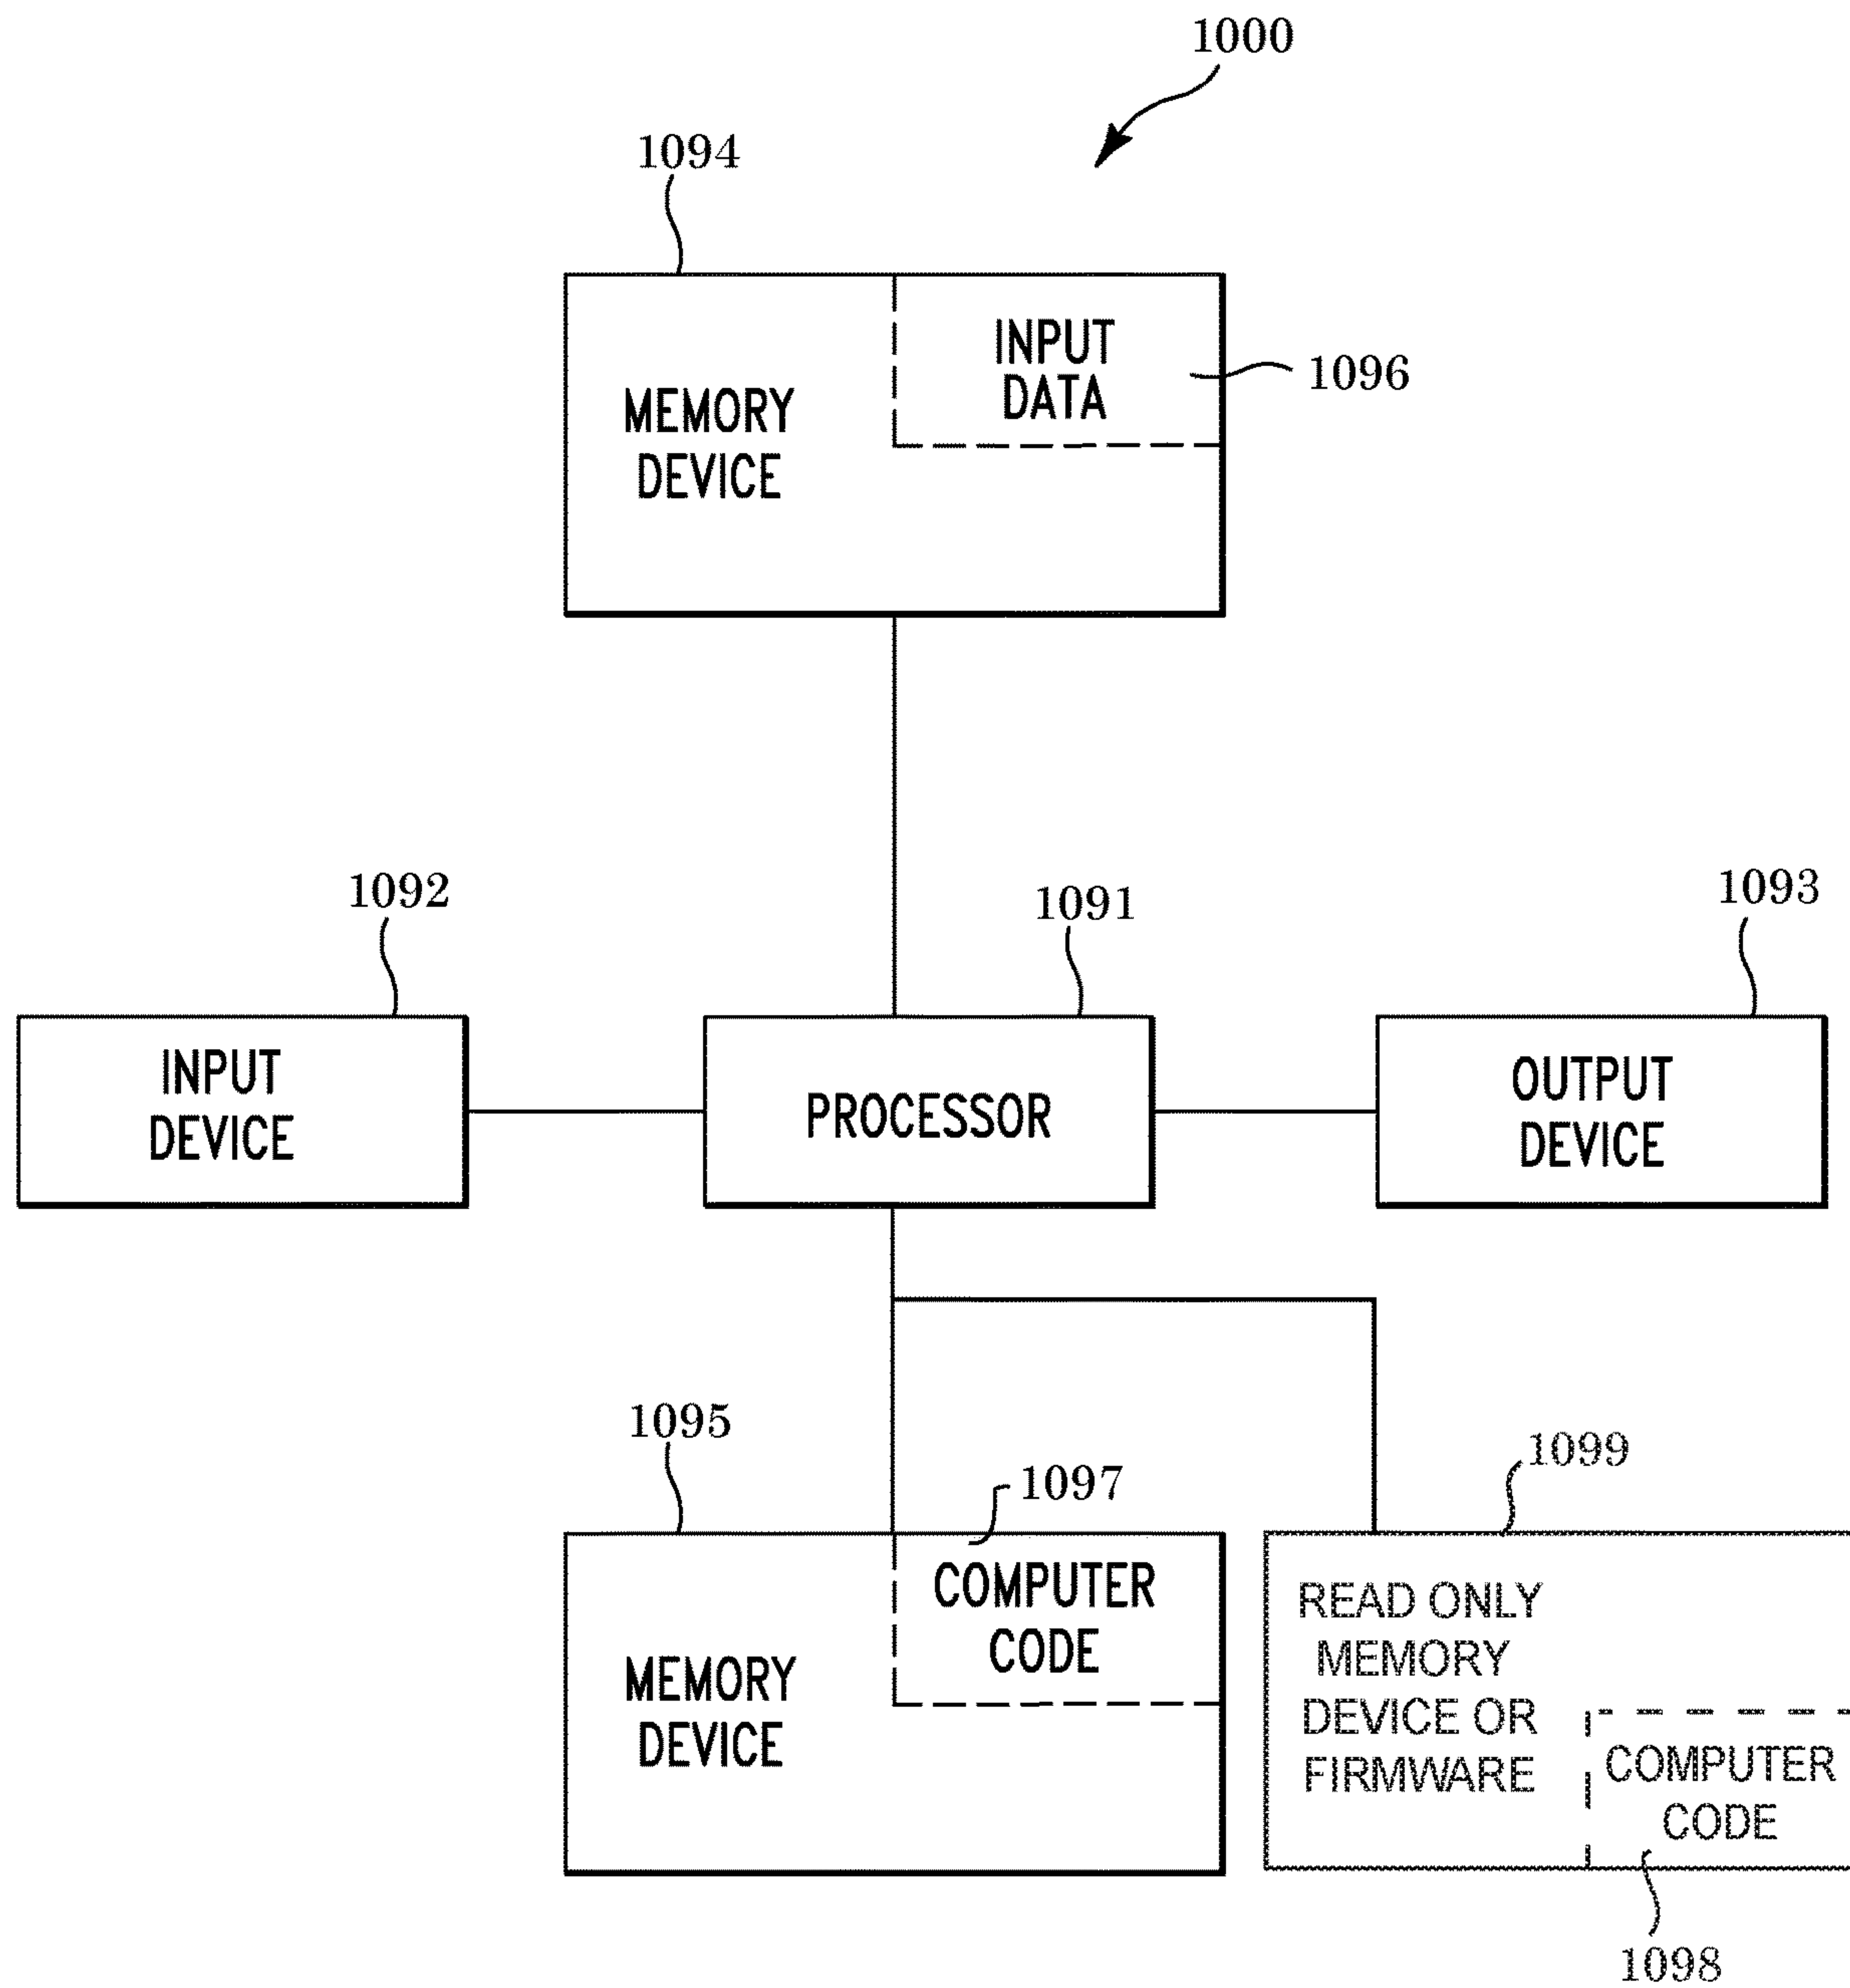 1000
1094
INPUT
DATA
1096
MEMORY
DEVICE
1092
1091
1093
INPUT
DEVICE
PROCESSOR
OUTPUT
DEVICE
1095
1097
COMPUTER
CODE
MEMORY
DEVICE
1099
READ ONLY
MEMORY
DEVICE OR
FIRMWARE
COMPUTER
CODE
1098